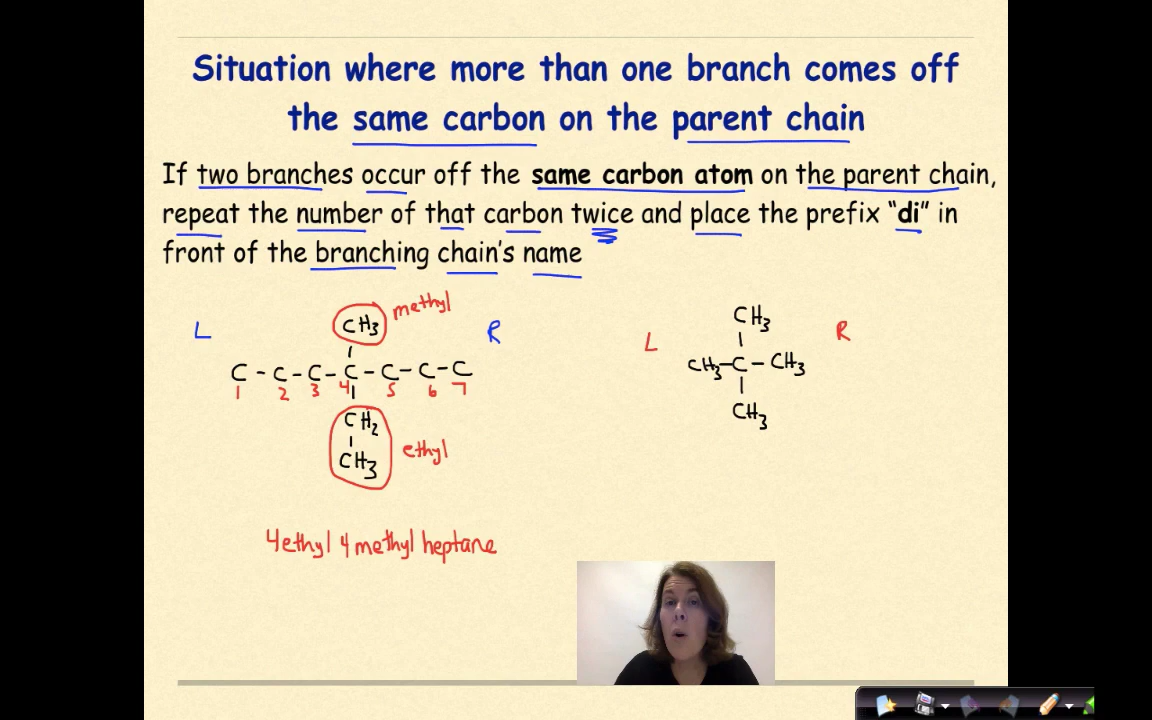 Situation where more than one branch comes off
the same carbon on the parent chain
If two branches occur off the same carbon atom on the parent chain,
repeat the number of that carbon twice and place the prefix “di” in
front of the branching chain’s name
L
CH3 methyl
R
C - C - C - C - C - C - C
1 2 3 4 5 6 7
CH2
CH3
ethyl
4ethyl 4methyl heptane
L
CH3
R
CH3-C-CH3
CH3